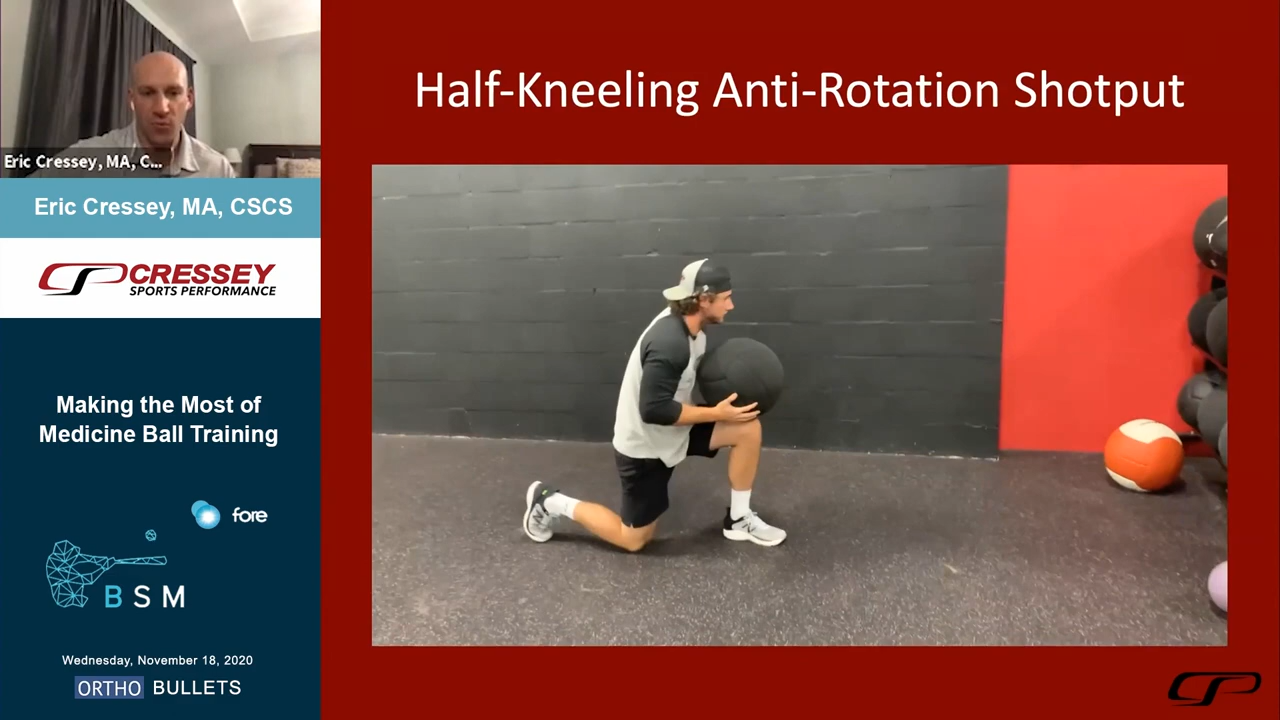 Half-Kneeling Anti-Rotation Shotput
Eric Cressey, MA, C...
Eric Cressey, MA, CSCS
CRESSEY
SPORTS PERFORMANCE
Making the Most of
Medicine Ball Training
fore
BSM
Wednesday, November 18, 2020
ORTHO BULLETS